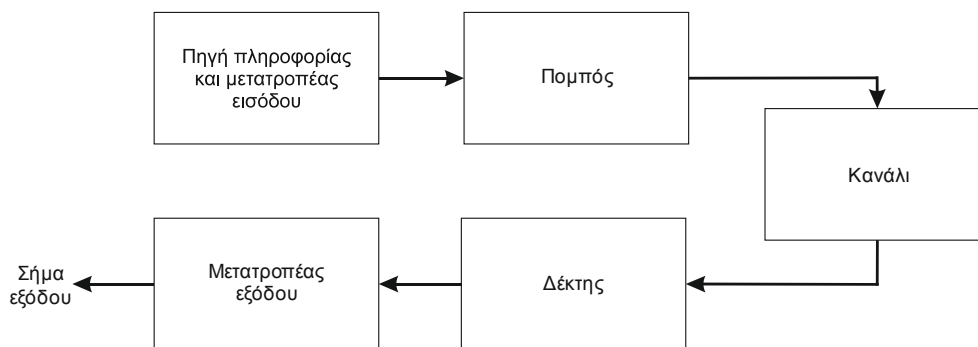 Πηγή πληροφορίας
και μετατροπέας
εισόδου
Πομπός
Κανάλι
Δέκτης
Μετατροπέας
εξόδου
Σήμα
εξόδου